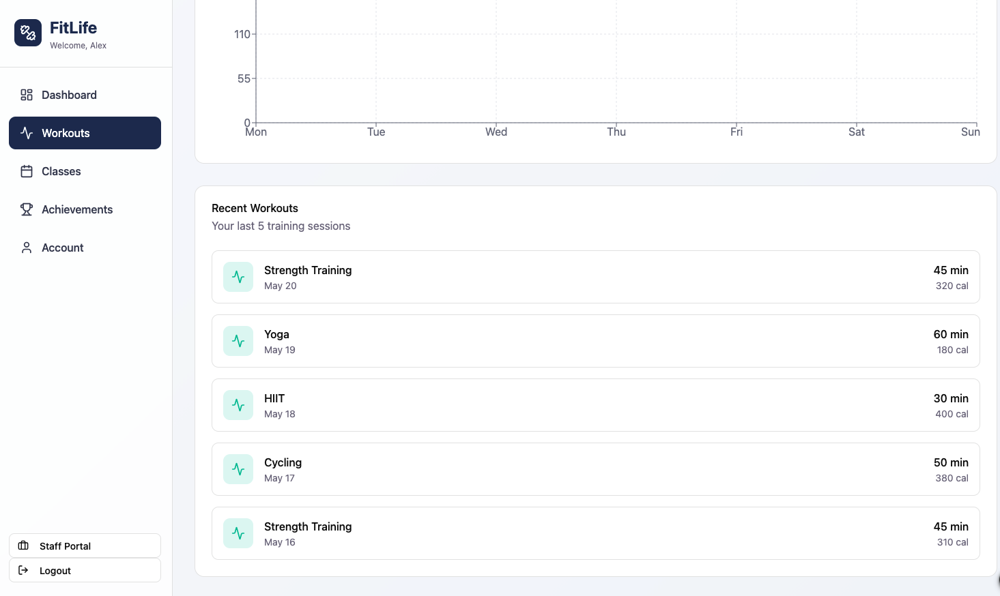 FitLife
Welcome, Alex
Dashboard
Workouts
Classes
Achievements
Account
Staff Portal
Logout
110
55
0
Mon Tue Wed Thu Fri Sat Sun
Recent Workouts
Your last 5 training sessions
Strength Training 45 min
May 20 320 cal
Yoga 60 min
May 19 180 cal
HIIT 30 min
May 18 400 cal
Cycling 50 min
May 17 380 cal
Strength Training 45 min
May 16 310 cal